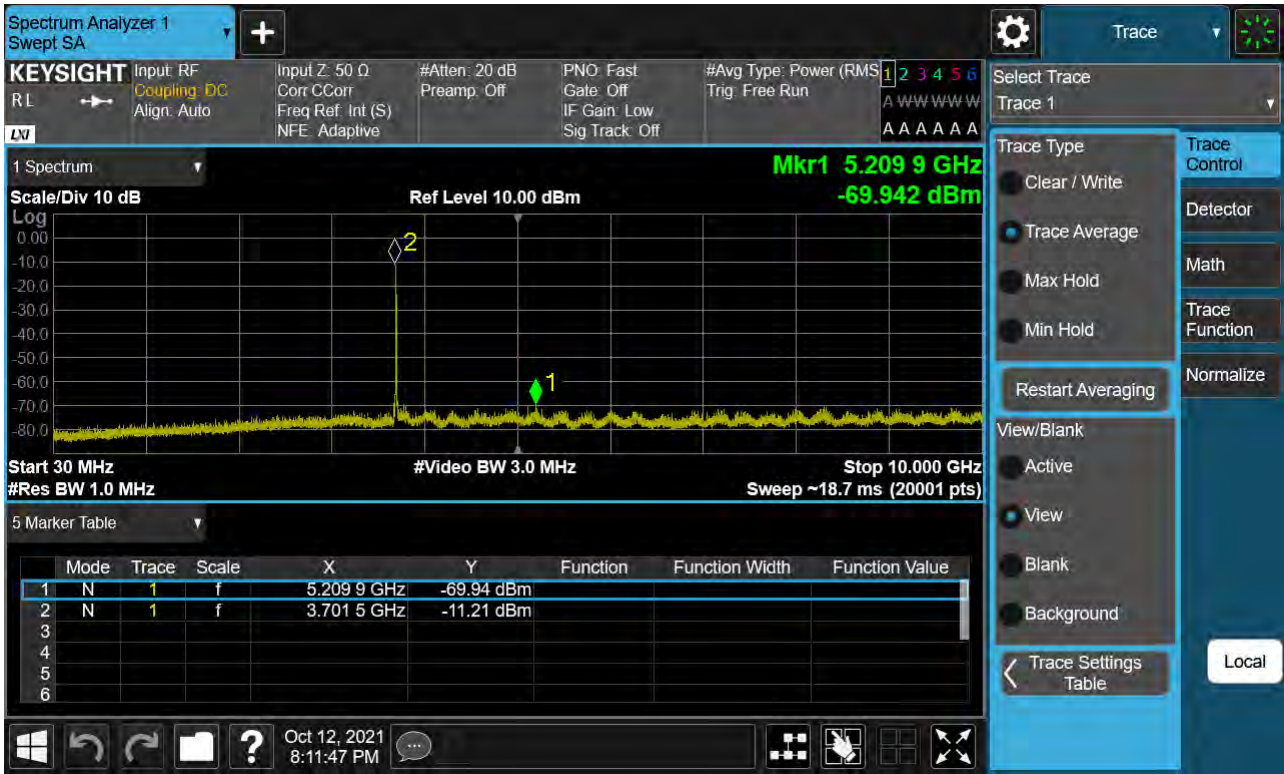 Spectrum Analyzer 1
Swept SA
+
Trace
KEYSIGHT
RL
LXI
Input: RF
Coupling: DC
Align: Auto
Input Z: 50 Ω
Corr CCorr
Freq Ref: Int (S)
NFE: Adaptive
#Atten: 20 dB
Preamp: Off
PNO: Fast
Gate: Off
IF Gain: Low
Sig Track: Off
#Avg Type: Power (RMS
Trig: Free Run
1 2 3 4 5 6
A W W W W W
A A A A A A
1 Spectrum
Scale/Div 10 dB
Ref Level 10.00 dBm
Mkr1 5.209 9 GHz
-69.942 dBm
Log
0.00
-10.0
-20.0
-30.0
-40.0
-50.0
-60.0
-70.0
-80.0
2
1
Start 30 MHz
#Video BW 3.0 MHz
Stop 10.000 GHz
#Res BW 1.0 MHz
Sweep ~18.7 ms (20001 pts)
5 Marker Table
Mode Trace Scale X Y Function Function Width Function Value
1 N 1 f 5.209 9 GHz -69.94 dBm
2 N 1 f 3.701 5 GHz -11.21 dBm
3
4
5
6
?
Oct 12, 2021
8:11:47 PM
Select Trace
Trace 1
Trace Type
Clear / Write
Trace Average
Max Hold
Min Hold
Restart Averaging
View/Blank
Active
View
Blank
Background
Trace Settings
Table
Trace
Control
Detector
Math
Trace
Function
Normalize
Local